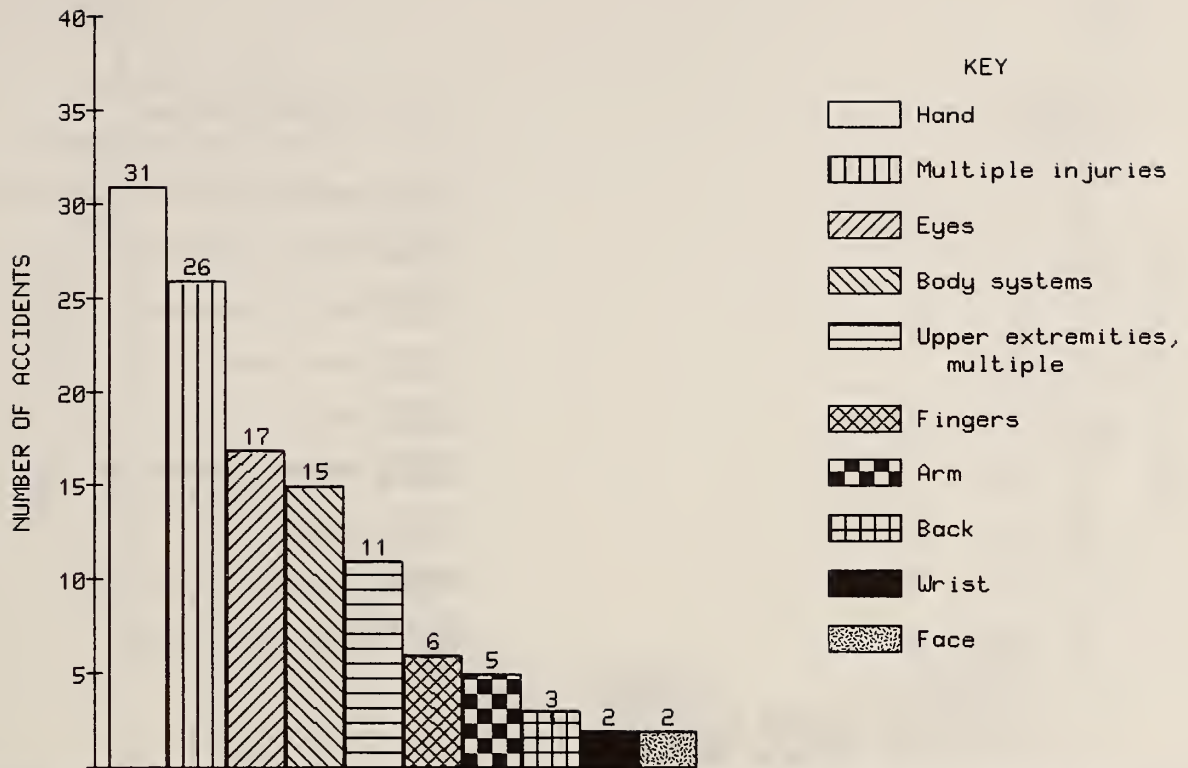 40
35
30
25
20
15
10
5
NUMBER OF ACCIDENTS
31
26
17
15
11
6
5
3
2
2
KEY
Hand
Multiple injuries
Eyes
Body systems
Upper extremities,
multiple
Fingers
Arm
Back
Wrist
Face